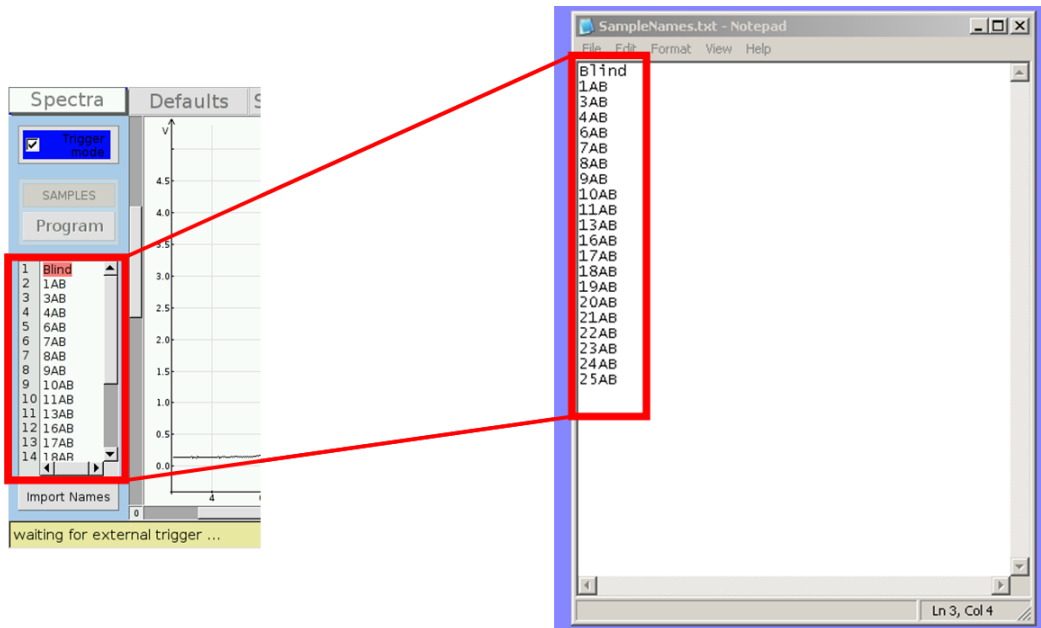 Spectra Defaults S
Trigger mode
SAMPLES
Program
1 Blind
2 1AB
3 3AB
4 4AB
5 6AB
6 7AB
7 8AB
8 9AB
9 10AB
10 11AB
11 13AB
12 16AB
13 17AB
14 18AB
Import Names
waiting for external trigger ...
V
4.5
4.0
3.5
3.0
2.5
2.0
1.5
1.0
0.5
0.0
4
0
SampleNames.txt - Notepad
File Edit Format View Help
Blind
1AB
3AB
4AB
6AB
7AB
8AB
9AB
10AB
11AB
13AB
16AB
17AB
18AB
19AB
20AB
21AB
22AB
23AB
24AB
25AB
Ln 3, Col 4